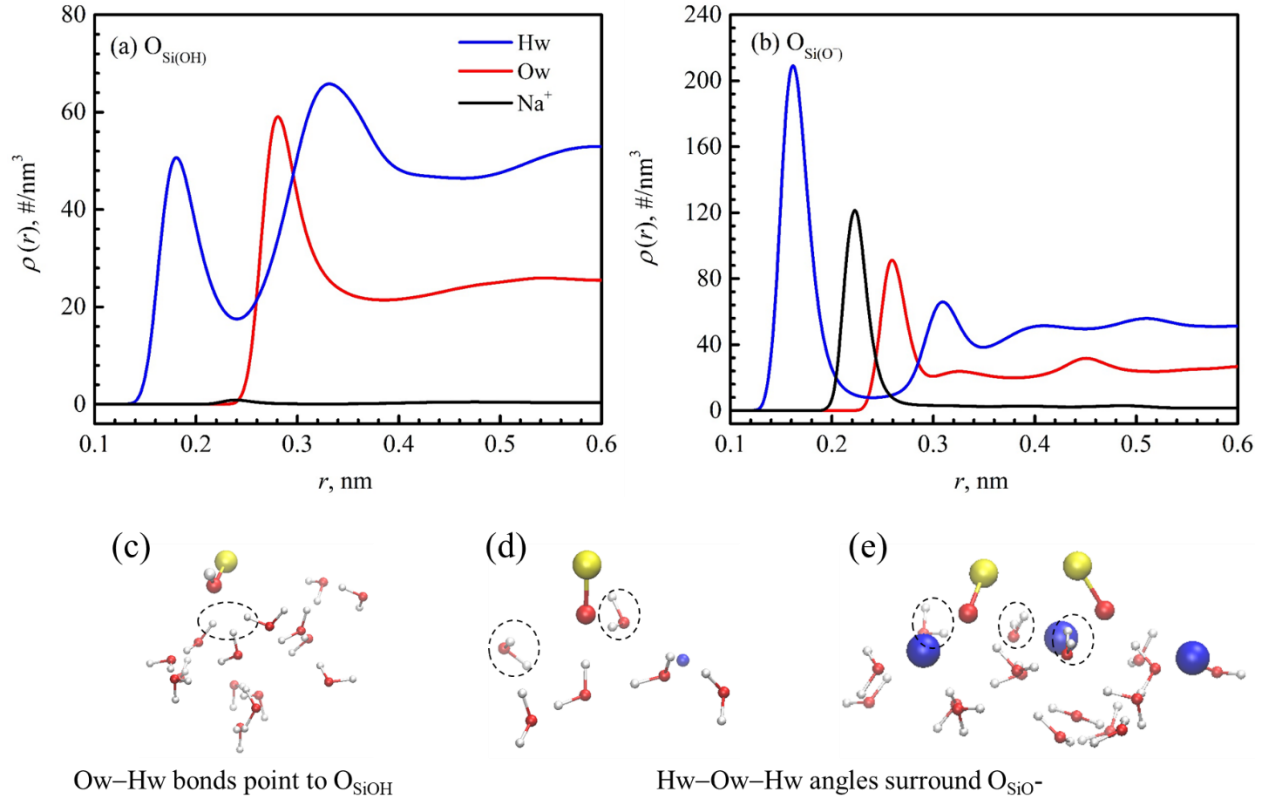 (a) O_Si(OH)
Hw
Ow
Na⁺
80
60
40
20
0
ρ(r), #/nm³
0.1 0.2 0.3 0.4 0.5 0.6
r, nm
(b) O_Si(O⁻)
240
200
160
120
80
40
0
ρ(r), #/nm³
0.1 0.2 0.3 0.4 0.5 0.6
r, nm
(c)
(d)
(e)
Ow–Hw bonds point to O_SiOH
Hw–Ow–Hw angles surround O_SiO-